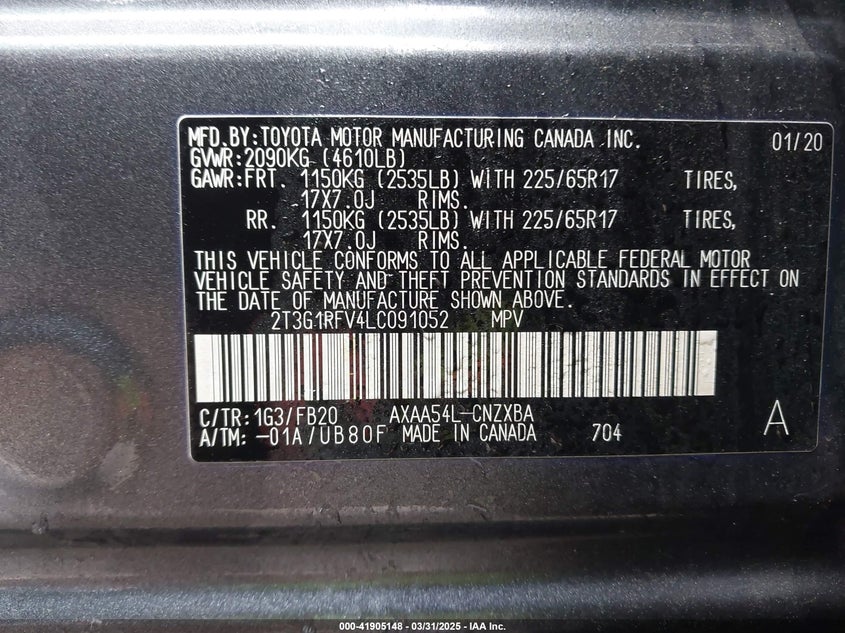 MFD.BY:TOYOTA MOTOR MANUFACTURING CANADA INC. 01/20
GVWR:2090KG (4610LB)
GAWR:FRT. 1150KG (2535LB) WITH 225/65R17 TIRES,
17X7.0J RIMS.
RR. 1150KG (2535LB) WITH 225/65R17 TIRES,
17X7.0J RIMS.
THIS VEHICLE CONFORMS TO ALL APPLICABLE FEDERAL MOTOR
VEHICLE SAFETY AND THEFT PREVENTION STANDARDS IN EFFECT ON
THE DATE OF MANUFACTURE SHOWN ABOVE.
2T3G1RFV4LC091052 MPV
C/TR:1G3/FB20 AXAA54L-CNZXBA
A/TM:-01A/UB80F MADE IN CANADA 704 A
000-41905148 - 03/31/2025 - IAA Inc.